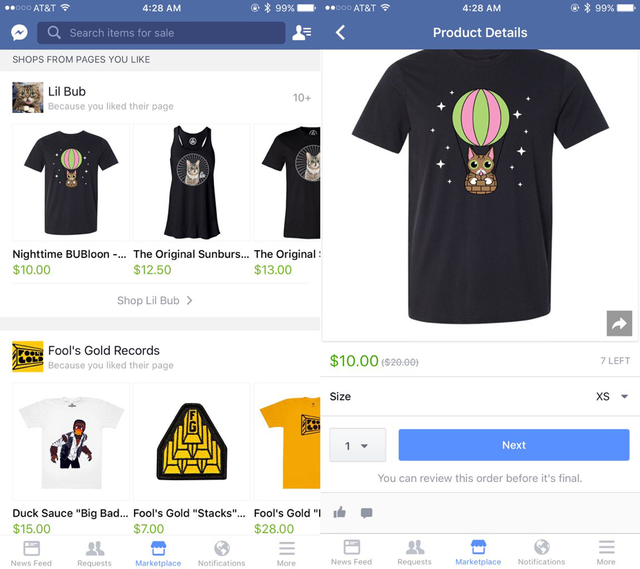 AT&T
4:28 AM
99%
Search items for sale
SHOPS FROM PAGES YOU LIKE
Lil Bub
Because you liked their page
10+
Nighttime BUBloon -...
$10.00
The Original Sunburs...
$12.50
The Original S
$13.00
Shop Lil Bub
Fool's Gold Records
Because you liked their page
FOOL'S
GOLD
FG
Duck Sauce "Big Bad...
$15.00
Fool's Gold "Stacks"...
$7.00
Fool's Gold "
$28.00
News Feed
Requests
Marketplace
Notifications
More
AT&T
4:28 AM
99%
Product Details
$10.00 ($20.00)
7 LEFT
Size
XS
1
Next
You can review this order before it's final.
News Feed
Requests
Marketplace
Notifications
More